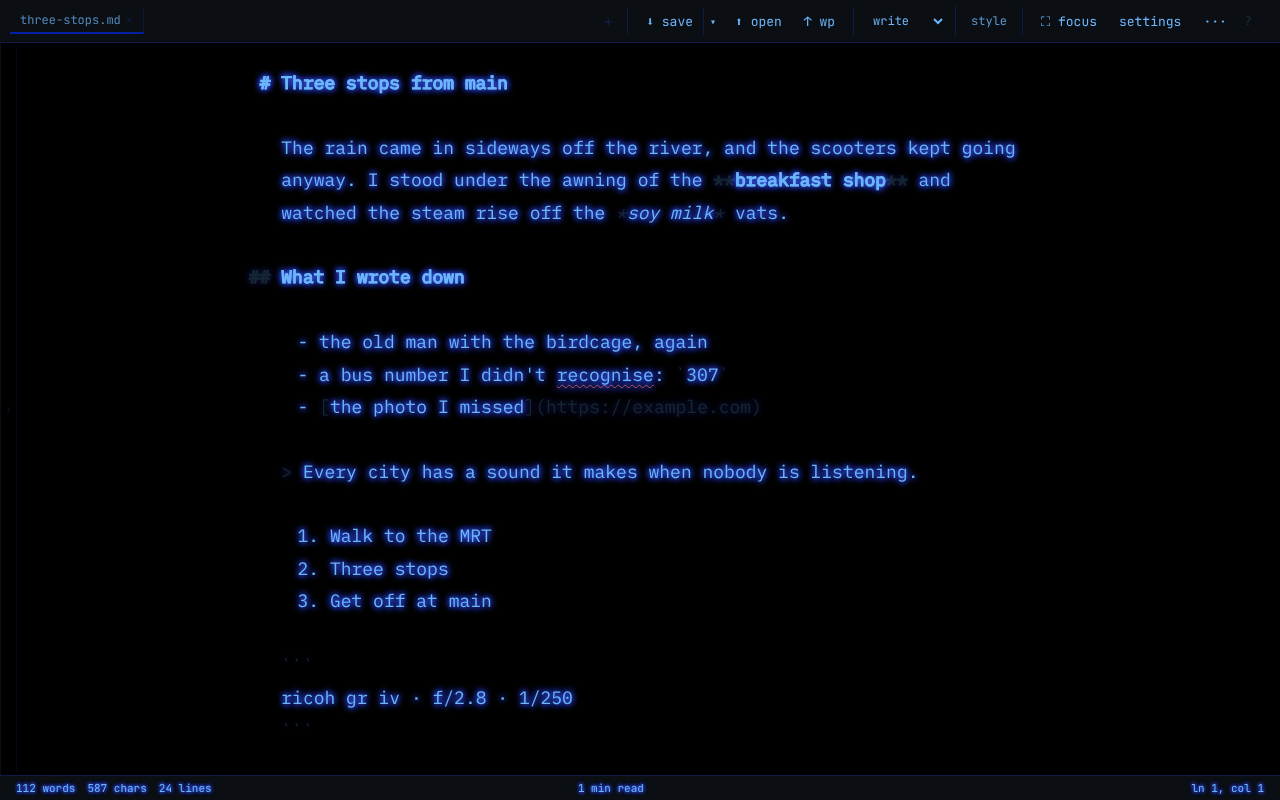 three-stops.md ×
+ ⬇ save ▾ ⬆ open ↑ wp write style ⛶ focus settings ··· ?
# Three stops from main
The rain came in sideways off the river, and the scooters kept going
anyway. I stood under the awning of the **breakfast shop** and
watched the steam rise off the *soy milk* vats.
## What I wrote down
- the old man with the birdcage, again
- a bus number I didn't recognise: `307`
- [the photo I missed](https://example.com)
> Every city has a sound it makes when nobody is listening.
1. Walk to the MRT
2. Three stops
3. Get off at main
```
ricoh gr iv · f/2.8 · 1/250
```
112 words 587 chars 24 lines 1 min read ln 1, col 1